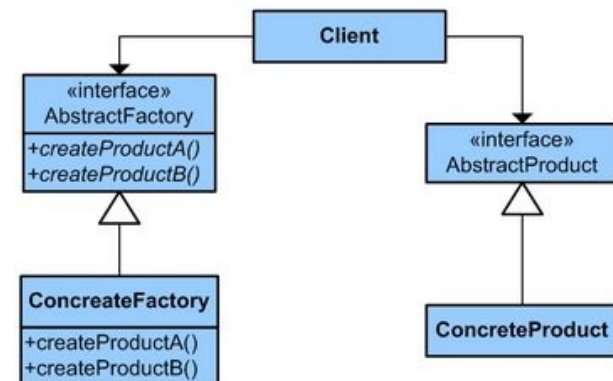 Client
«interface»
AbstractFactory
+createProductA()
+createProductB()
«interface»
AbstractProduct
ConcreateFactory
+createProductA()
+createProductB()
ConcreteProduct